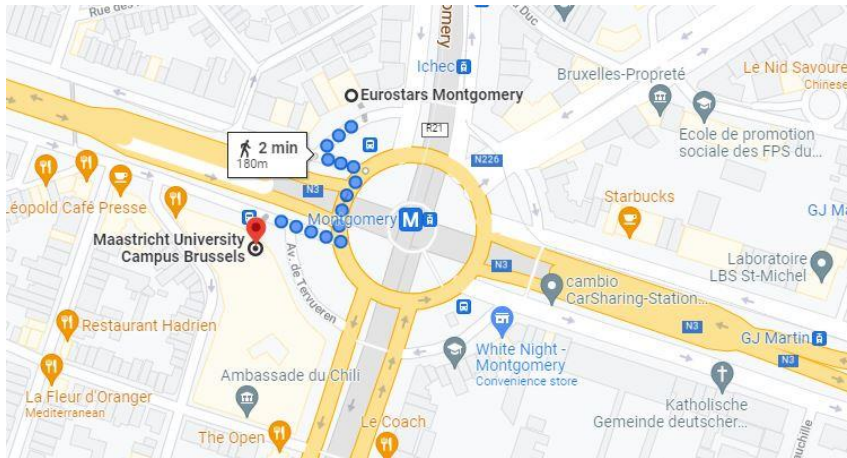 Rue des
Montgomery
Duc
Ichec
Bruxelles-Propreté
Le Nid Savoure
Chinese
Eurostars Montgomery
R21
Ecole de promotion
sociale des FPS du...
2 min
180m
N226
N3
Starbucks
Léopold Café Presse
Montgomery
M
GJ Ma
Maastricht University
Campus Brussels
Av. de Tervueren
N3
Laboratoire
LBS St-Michel
cambio
CarSharing-Station...
Restaurant Hadrien
N3
GJ Martin
N3
White Night -
Montgomery
Convenience store
La Fleur d'Oranger
Mediterranean
Ambassade du Chili
Katholische
Gemeinde deutscher...
The Open
Le Coach